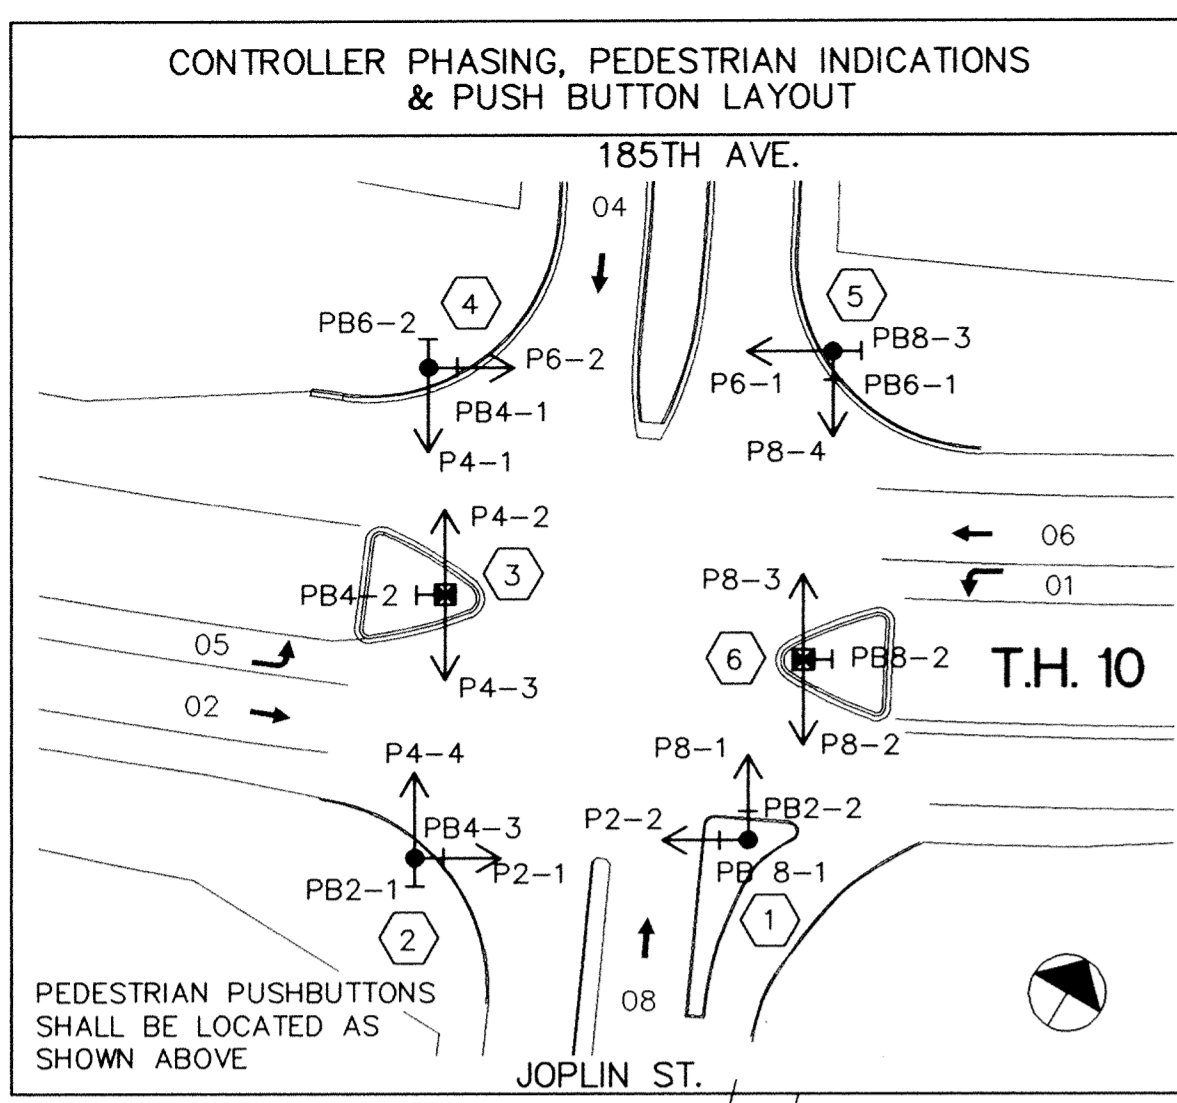 CONTROLLER PHASING, PEDESTRIAN INDICATIONS
& PUSH BUTTON LAYOUT
185TH AVE.
04
4
5
PB6-2
PB8-3
P6-2
P6-1
PB6-1
PB4-1
P8-4
P4-1
P4-2
06
3
P8-3
01
PB4-2
05
6
PB8-2
T.H. 10
P4-3
02
P4-4
P8-1
P8-2
PB2-2
PB4-3
P2-2
P2-1
PB 8-1
PB2-1
1
2
PEDESTRIAN PUSHBUTTONS
SHALL BE LOCATED AS
SHOWN ABOVE
08
JOPLIN ST.